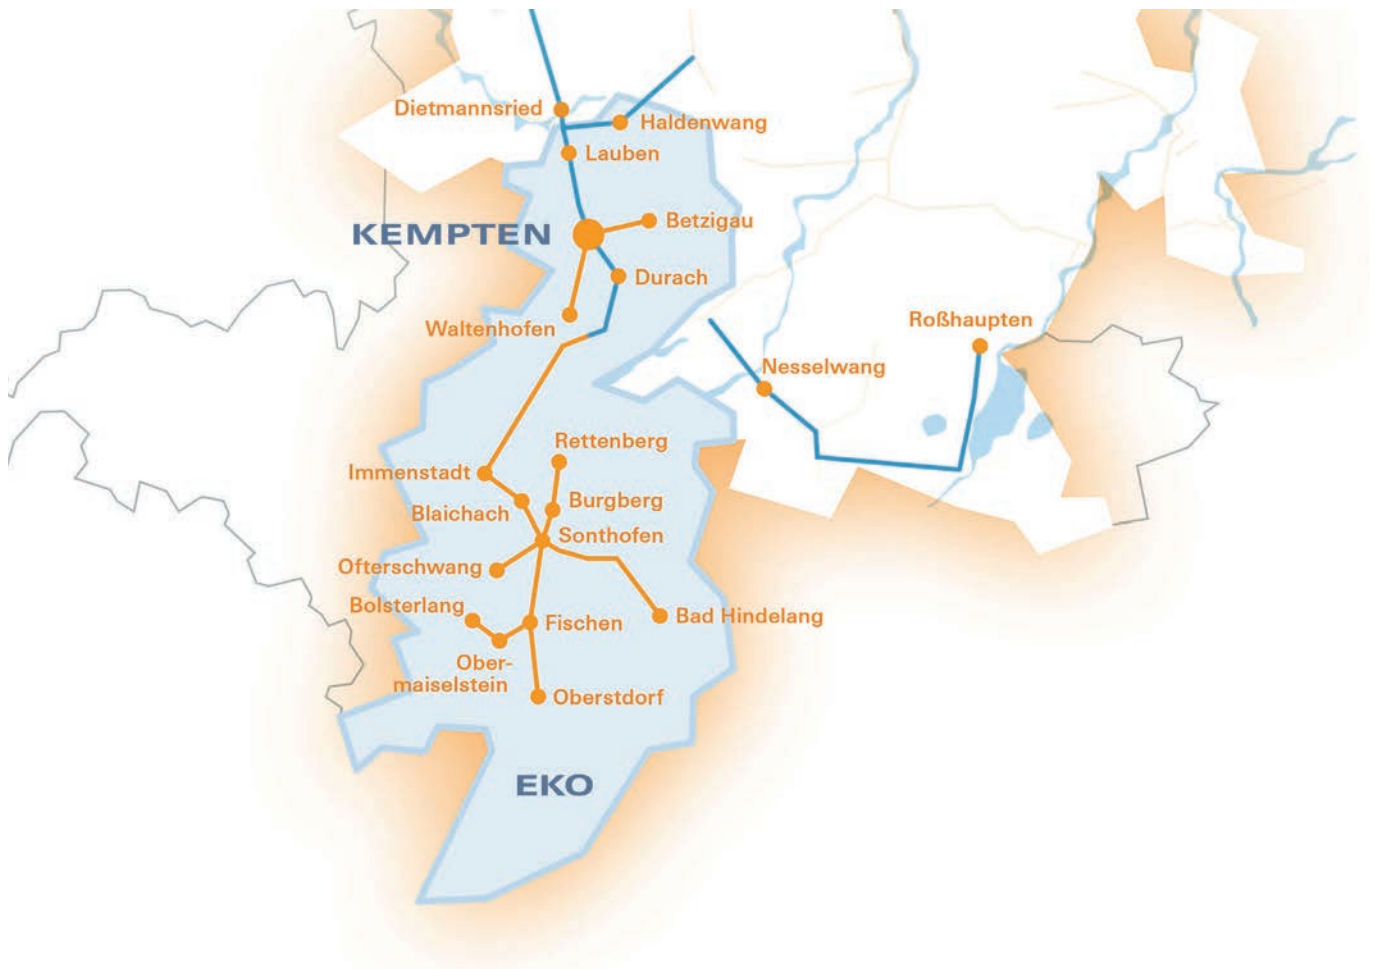 Dietmannsried
Haldenwang
Lauben
Betzigau
KEMPTEN
Durach
Waltenhofen
Roßhaupten
Nesselwang
Rettenberg
Immenstadt
Burgberg
Blaichach
Sonthofen
Ofterschwang
Bolsterlang
Bad Hindelang
Fischen
Ober-
maiselstein
Oberstdorf
EKO